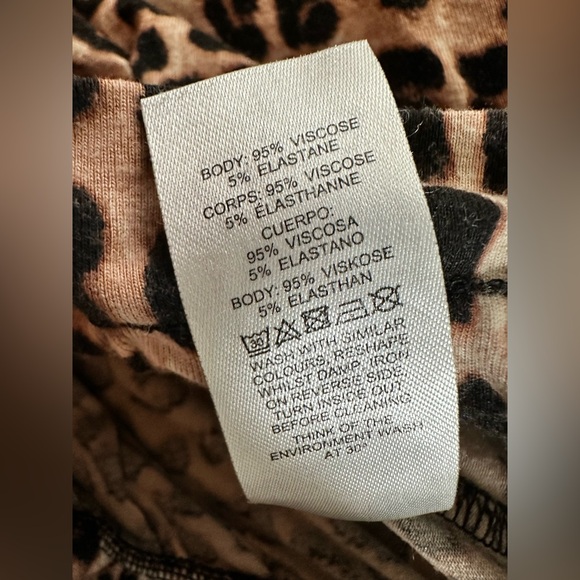 BODY: 95% VISCOSE
5% ELASTANE
CORPS: 95% VISCOSE
5% ÉLASTHANNE
CUERPO:
95% VISCOSA
5% ELASTANO
BODY: 95% VISKOSE
5% ELASTHAN
30
WASH WITH SIMILAR
COLOURS, RESHAPE
WHILST DAMP, IRON
ON REVERSE SIDE,
TURN INSIDE OUT
BEFORE CLEANING
THINK OF THE
ENVIRONMENT WASH
AT 30°